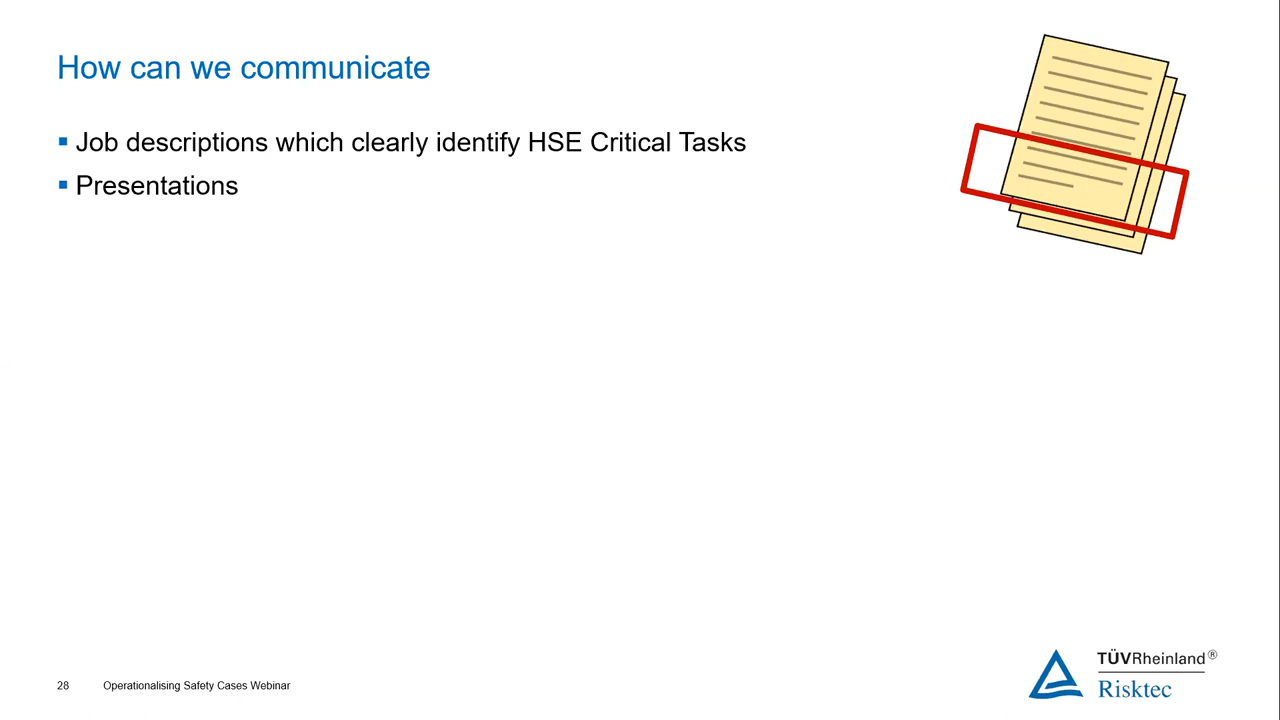 How can we communicate
Job descriptions which clearly identify HSE Critical Tasks
Presentations
28
Operationalising Safety Cases Webinar
TÜVRheinland®
Risktec